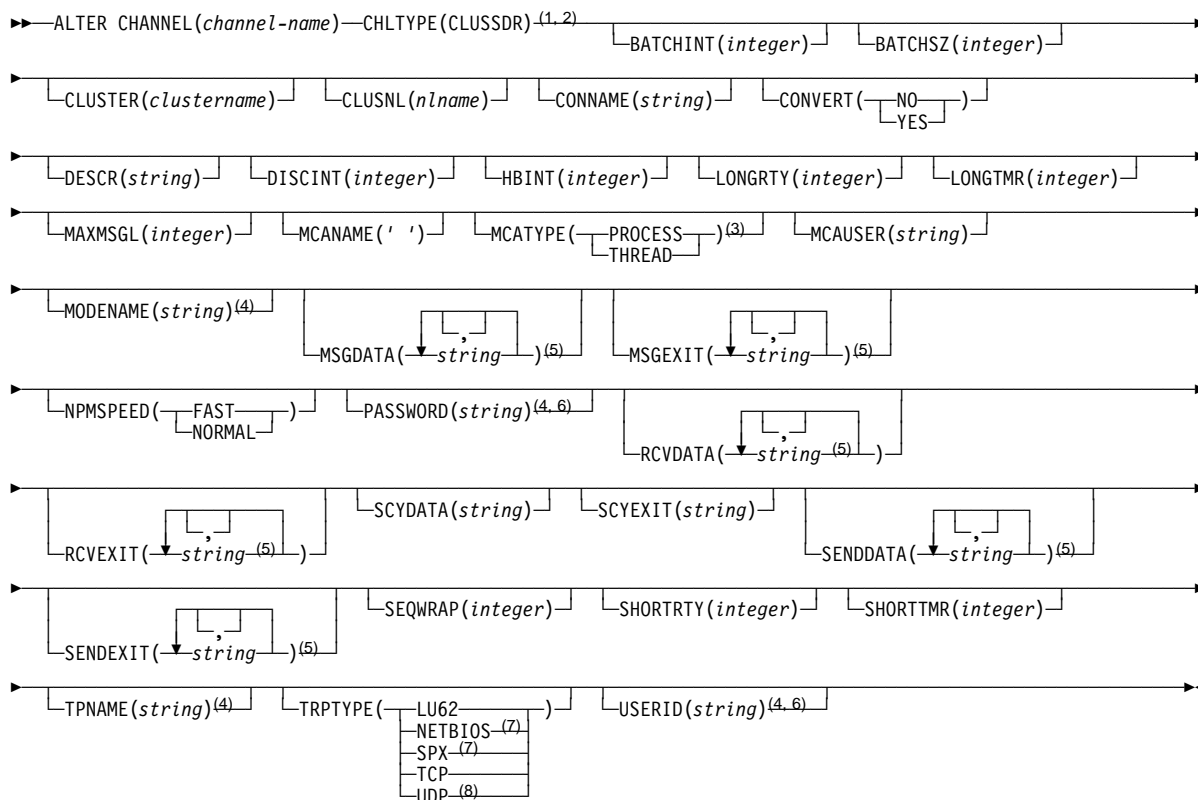 ALTER CHANNEL(channel-name) CHLTYPE(CLUSSDR) (1, 2)
BATCHINT(integer) BATCHSZ(integer)
CLUSTER(clustername) CLUSNL(nlname) CONNAME(string) CONVERT( NO )
YES
DESCR(string) DISCINT(integer) HBINT(integer) LONGRTY(integer) LONGTMR(integer)
MAXMSGL(integer) MCANAME(' ') MCATYPE( PROCESS )(3) MCAUSER(string)
THREAD
MODENAME(string)(4)
,
,
MSGDATA( string )(5) MSGEXIT( string )(5)
NPMSPEED( FAST ) PASSWORD(string)(4, 6)
NORMAL
,
RCVDATA( string (5) )
SCYDATA(string) SCYEXIT(string)
,
,
RCVEXIT( string (5) ) SENDDATA( string )(5)
SEQWRAP(integer) SHORTRTY(integer) SHORTTMR(integer)
,
SENDEXIT( string )(5)
TPNAME(string)(4) TRPTYPE( LU62 ) USERID(string)(4, 6)
NETBIOS (7)
SPX (7)
TCP
UDP (8)